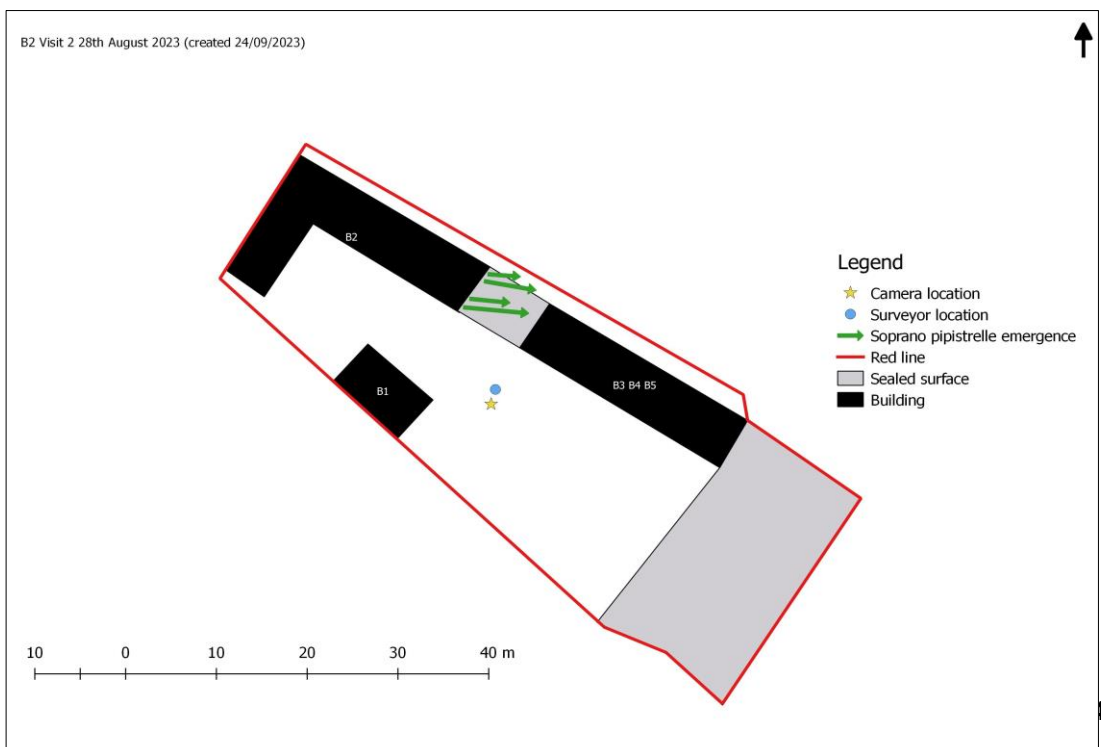 B2 Visit 2 28th August 2023 (created 24/09/2023)
B2
B3 B4 B5
B1
Legend
Camera location
Surveyor location
Soprano pipistrelle emergence
Red line
Sealed surface
Building
10 0 10 20 30 40 m